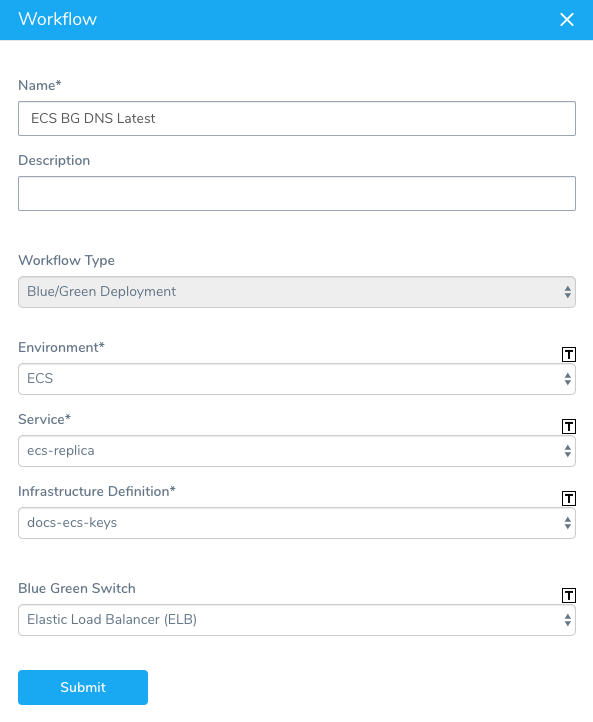 Workflow
Name*
ECS BG DNS Latest
Description
Workflow Type
Blue/Green Deployment
Environment*
T
ECS
Service*
T
ecs-replica
Infrastructure Definition*
T
docs-ecs-keys
Blue Green Switch
T
Elastic Load Balancer (ELB)
Submit